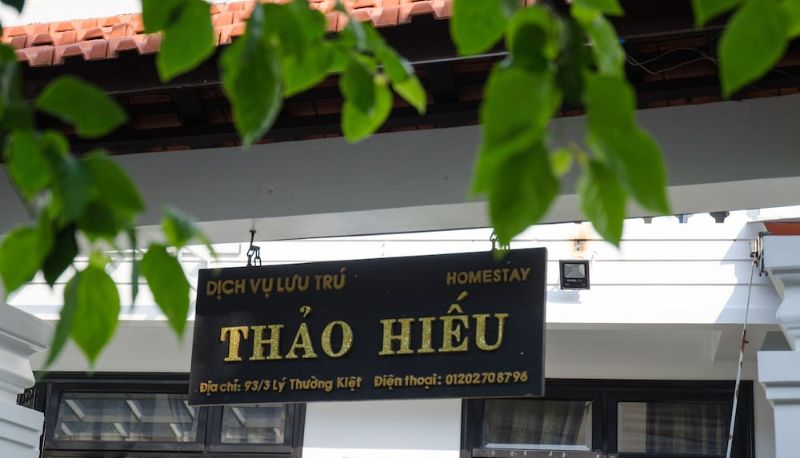 DỊCH VỤ LƯU TRÚ HOMESTAY
THẢO HIẾU
Địa chỉ: 93/3 Lý Thường Kiệt Điện thoại: 01202708796